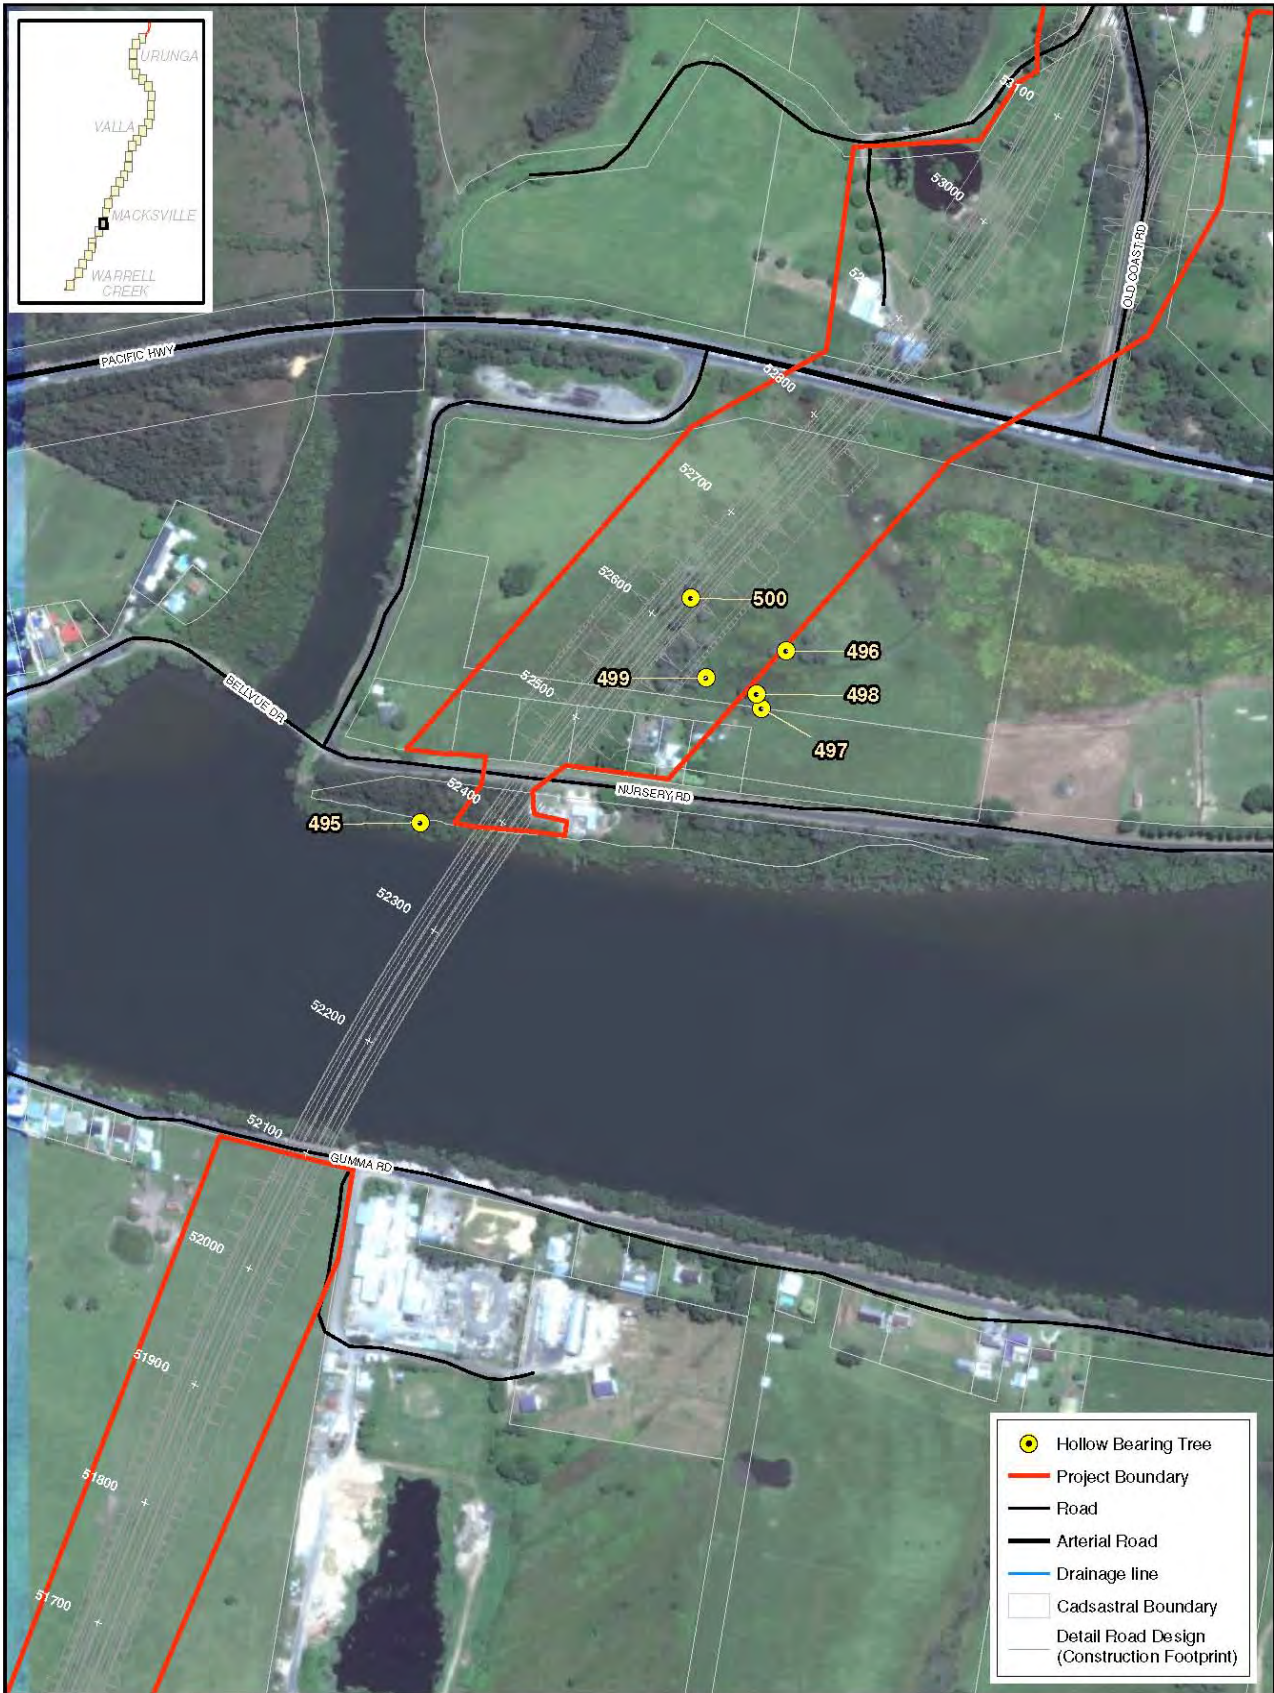 URUNGA
VALLA
MACKSVILLE
WARRELL
CREEK
53100
53000
OLD COAST RD
PACIFIC HWY
52800
52700
52600
500
496
499
498
52500
BELLVUE DR
497
52400
NURSERY RD
495
52300
52200
52100
GUMMA RD
52000
51900
51800
51700
Hollow Bearing Tree
Project Boundary
Road
Arterial Road
Drainage line
Cadsastral Boundary
Detail Road Design
(Construction Footprint)